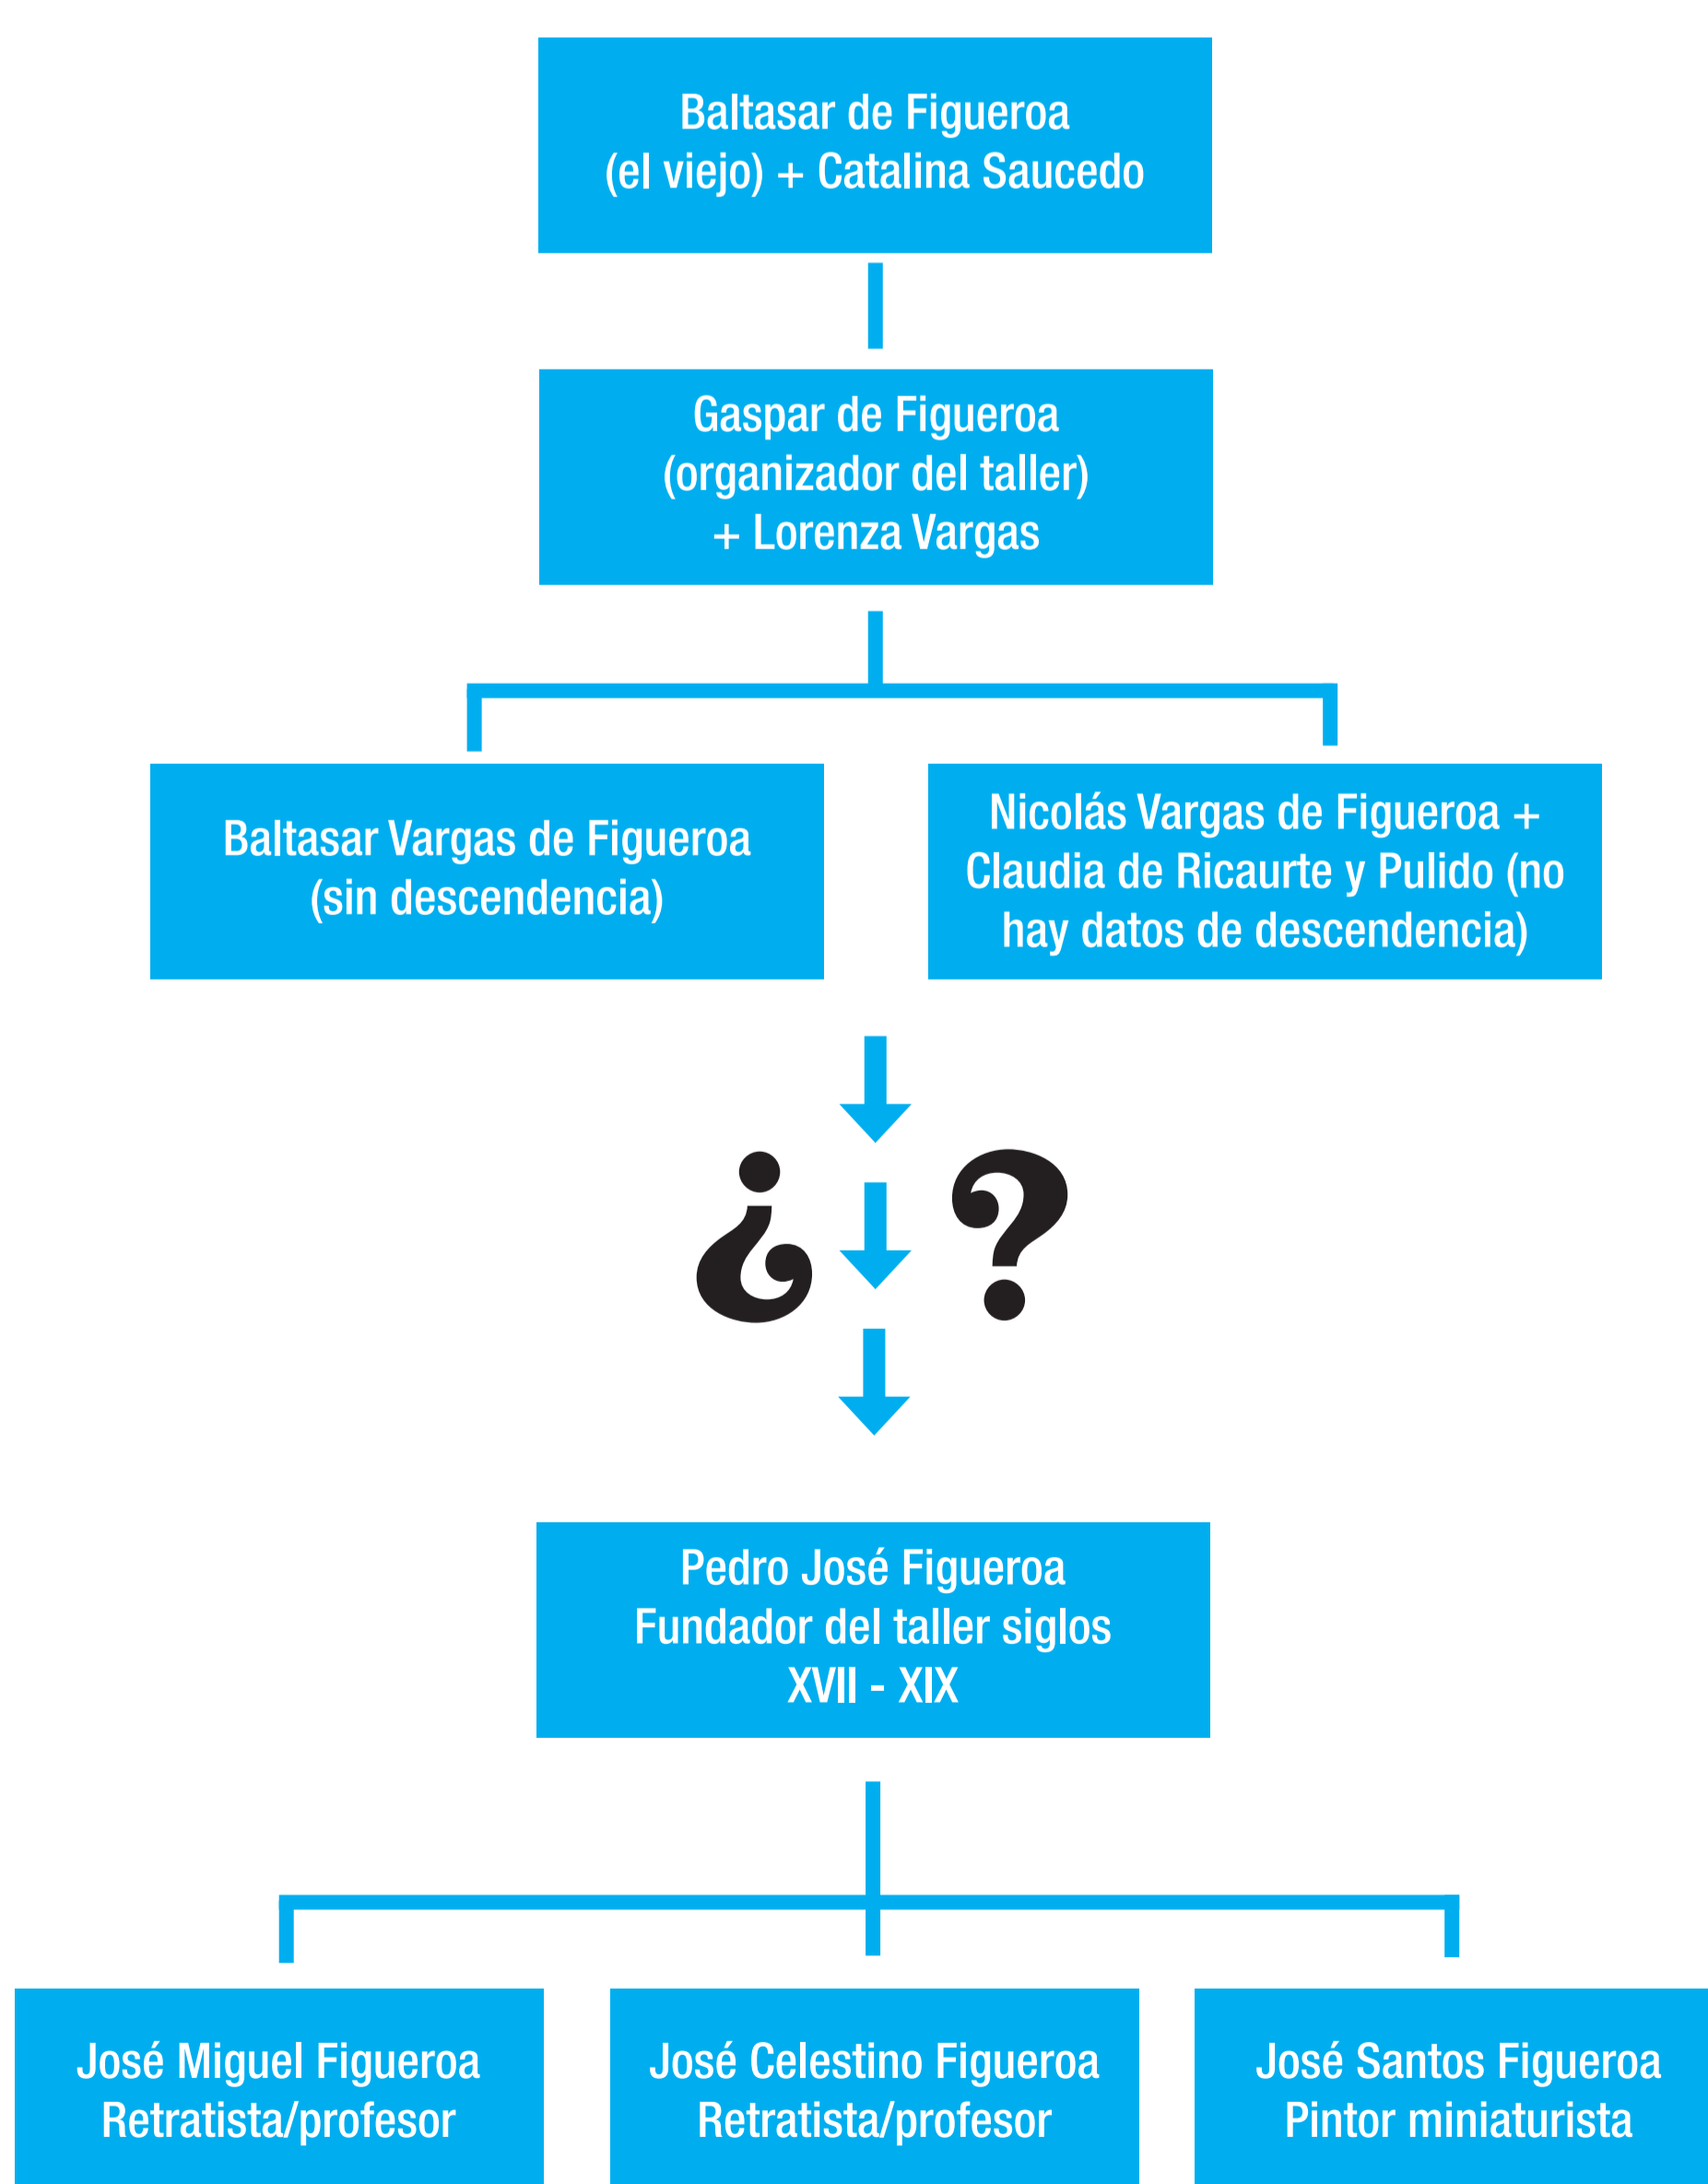 Baltasar de Figueroa
(el viejo) + Catalina Saucedo
Gaspar de Figueroa
(organizador del taller)
+ Lorenza Vargas
Baltasar Vargas de Figueroa
(sin descendencia)
Nicolás Vargas de Figueroa +
Claudia de Ricaurte y Pulido (no
hay datos de descendencia)
¿ ?
Pedro José Figueroa
Fundador del taller siglos
XVII - XIX
José Miguel Figueroa
Retratista/profesor
José Celestino Figueroa
Retratista/profesor
José Santos Figueroa
Pintor miniaturista